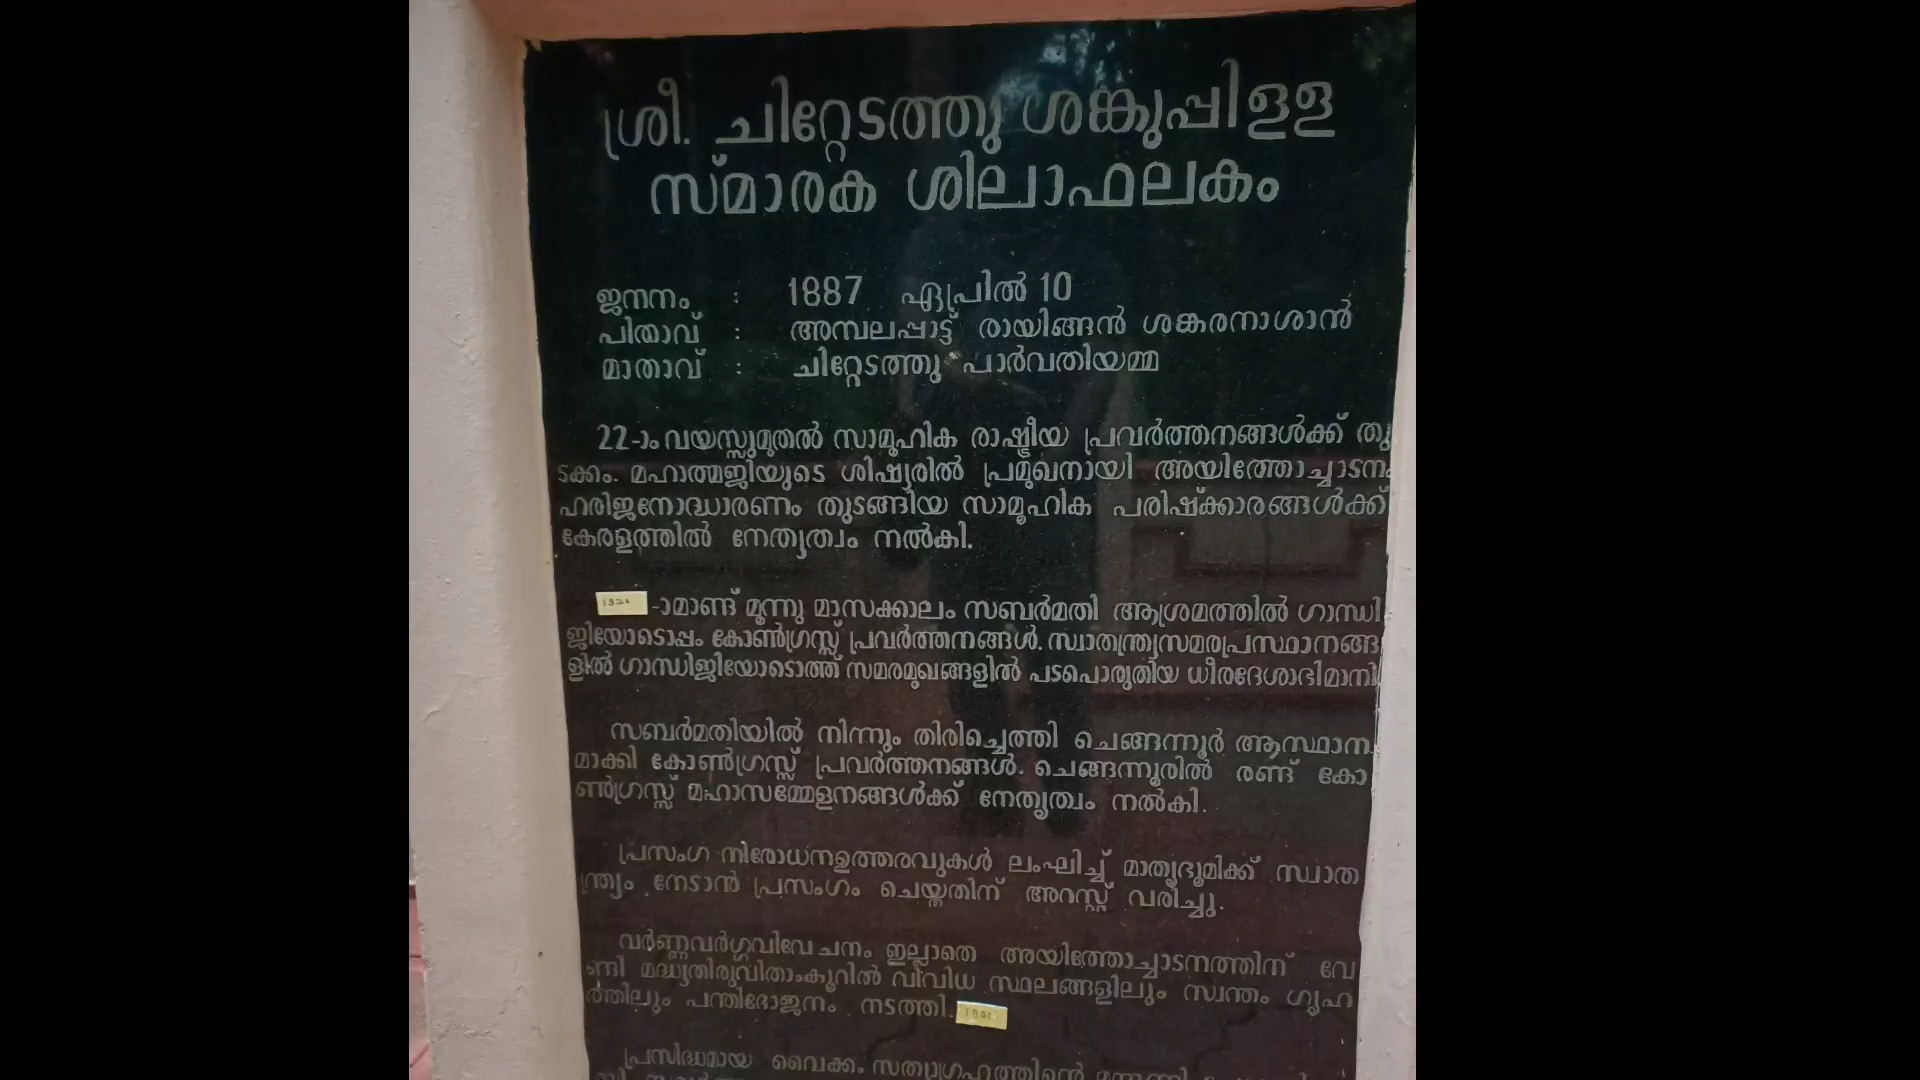 ശ്രീ. ചിറ്റേടത്തു ശങ്കുപ്പിളള
സ്മാരക ശിലാഫലകം
ജനനം : 1887 ഏപ്രിൽ 10
പിതാവ് : അമ്പലപ്പാട്ട് രായിങ്ങൻ ശങ്കരനാശാൻ
മാതാവ് : ചിറ്റേടത്തു പാർവതിയമ്മ
22-ാം വയസ്സുമുതൽ സാമൂഹിക രാഷ്ട്രീയ പ്രവർത്തനങ്ങൾക്ക് തു
ടക്കം. മഹാത്മജിയുടെ ശിഷ്യരിൽ പ്രമുഖനായി അയിത്തോച്ചാടനം
ഹരിജനോദ്ധാരണം തുടങ്ങിയ സാമൂഹിക പരിഷ്ക്കാരങ്ങൾക്ക്
കേരളത്തിൽ നേതൃത്വം നൽകി.
-ാമാണ്ട് മൂന്നു മാസക്കാലം സബർമതി ആശ്രമത്തിൽ ഗാന്ധി
ജിയോടൊപ്പം കോൺഗ്രസ്സ് പ്രവർത്തനങ്ങൾ. സ്വാതന്ത്ര്യസമരപ്രസ്ഥാനങ്ങ
ളിൽ ഗാന്ധിജിയോടൊത്ത് സമരമുഖങ്ങളിൽ പടപൊരുതിയ ധീരദേശാഭിമാനി
സബർമതിയിൽ നിന്നും തിരിച്ചെത്തി ചെങ്ങന്നൂർ ആസ്ഥാന
മാക്കി കോൺഗ്രസ്സ് പ്രവർത്തനങ്ങൾ. ചെങ്ങന്നൂരിൽ രണ്ട് കോ
ൺഗ്രസ്സ് മഹാസമ്മേളനങ്ങൾക്ക് നേതൃത്വം നൽകി.
പ്രസംഗ നിരോധനഉത്തരവുകൾ ലംഘിച്ച് മാതൃഭൂമിക്ക് സ്വാത
ന്ത്ര്യം നേടാൻ പ്രസംഗം ചെയ്തതിന് അറസ്റ്റ് വരിച്ചു.
വർണ്ണവർഗ്ഗവിവേചനം ഇല്ലാതെ അയിത്തോച്ചാടനത്തിന് വേ
ണ്ടി മദ്ധ്യതിരുവിതാംകൂറിൽ വിവിധ സ്ഥലങ്ങളിലും സ്വന്തം ഗൃഹ
ത്തിലും പന്തിഭോജനം നടത്തി.
പ്രസിദ്ധമായ വൈക്കം സത്യാഗ്രഹത്തിന്റെ